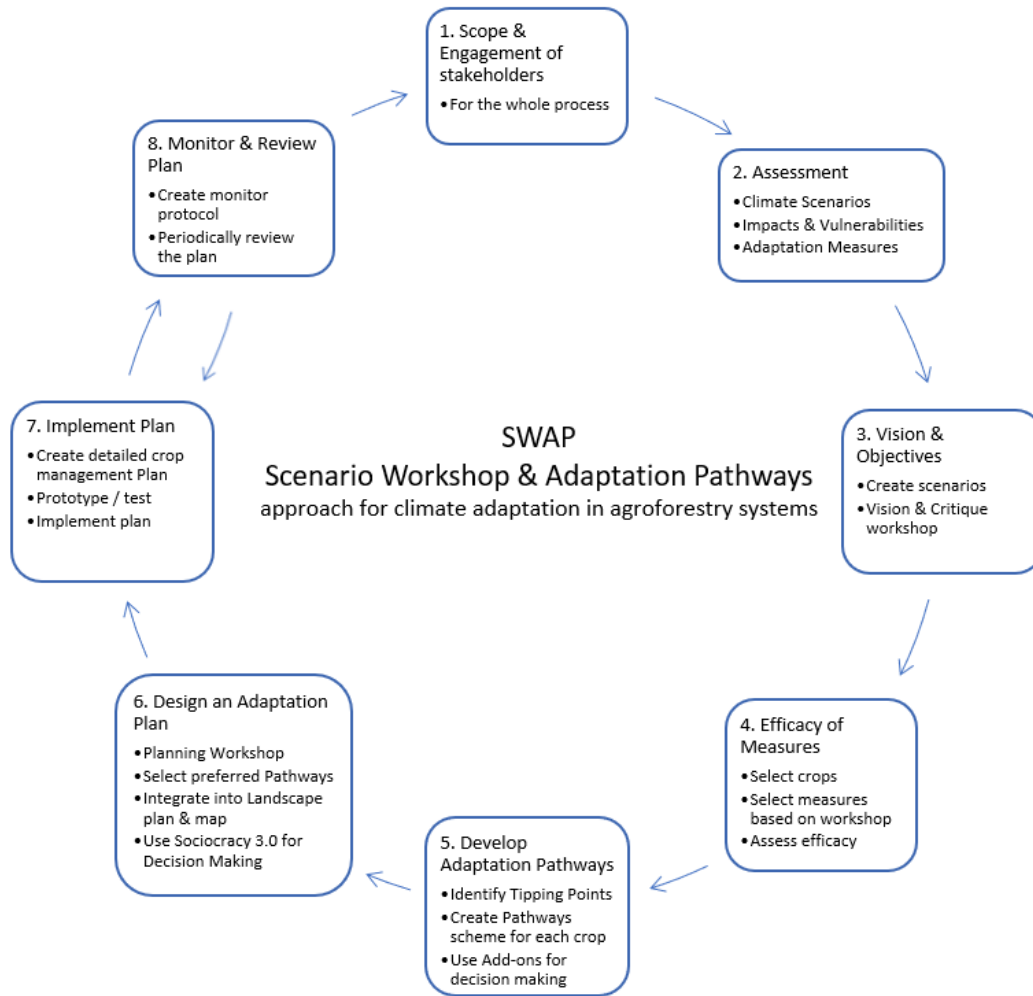 1. Scope &
Engagement of
stakeholders
•For the whole process
2. Assessment
•Climate Scenarios
•Impacts & Vulnerabilities
•Adaptation Measures
3. Vision &
Objectives
•Create scenarios
•Vision & Critique
workshop
4. Efficacy of
Measures
•Select crops
•Select measures
based on workshop
•Assess efficacy
5. Develop
Adaptation Pathways
•Identify Tipping Points
•Create Pathways
scheme for each crop
•Use Add-ons for
decision making
6. Design an Adaptation
Plan
•Planning Workshop
•Select preferred Pathways
•Integrate into Landscape
plan & map
•Use Sociocracy 3.0 for
Decision Making
7. Implement Plan
•Create detailed crop
management Plan
•Prototype / test
•Implement plan
8. Monitor & Review
Plan
•Create monitor
protocol
•Periodically review
the plan
SWAP
Scenario Workshop & Adaptation Pathways
approach for climate adaptation in agroforestry systems